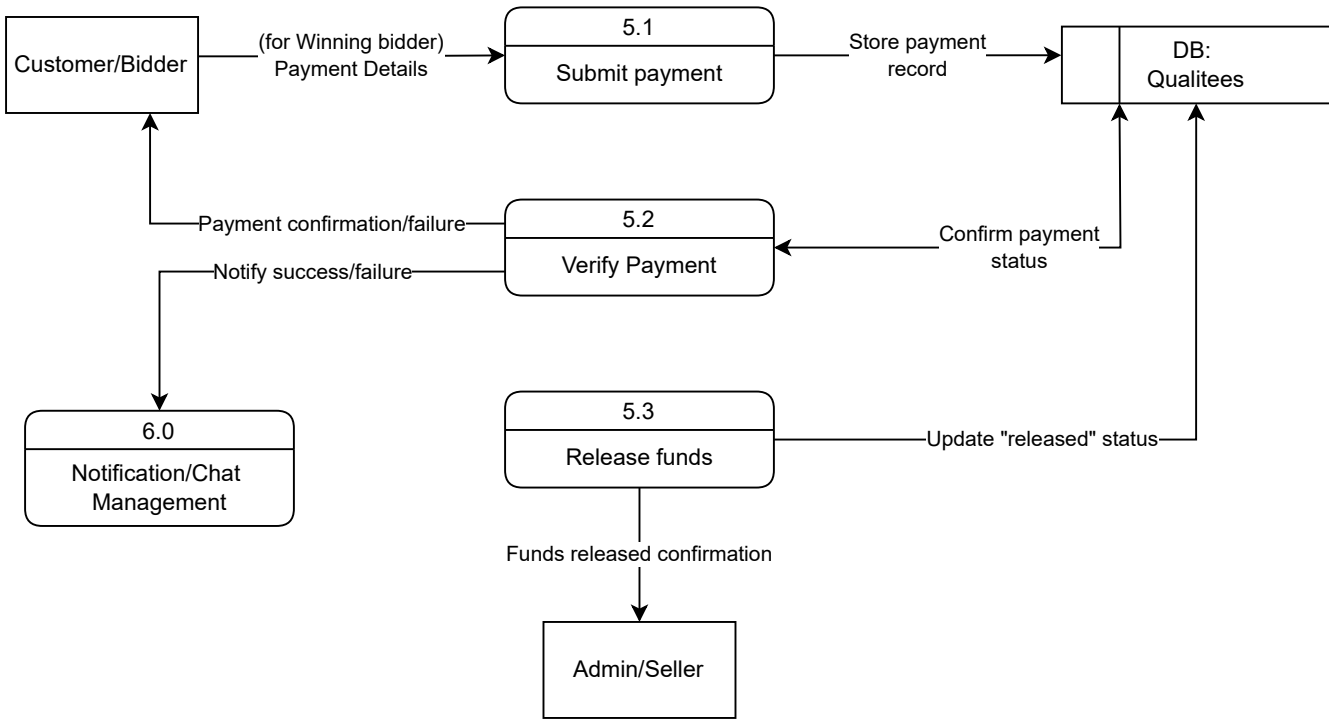 Customer/Bidder
(for Winning bidder)
Payment Details
5.1
Submit payment
Store payment
record
DB:
Qualitees
Payment confirmation/failure
5.2
Verify Payment
Confirm payment
status
Notify success/failure
6.0
Notification/Chat
Management
5.3
Release funds
Update "released" status
Funds released confirmation
Admin/Seller